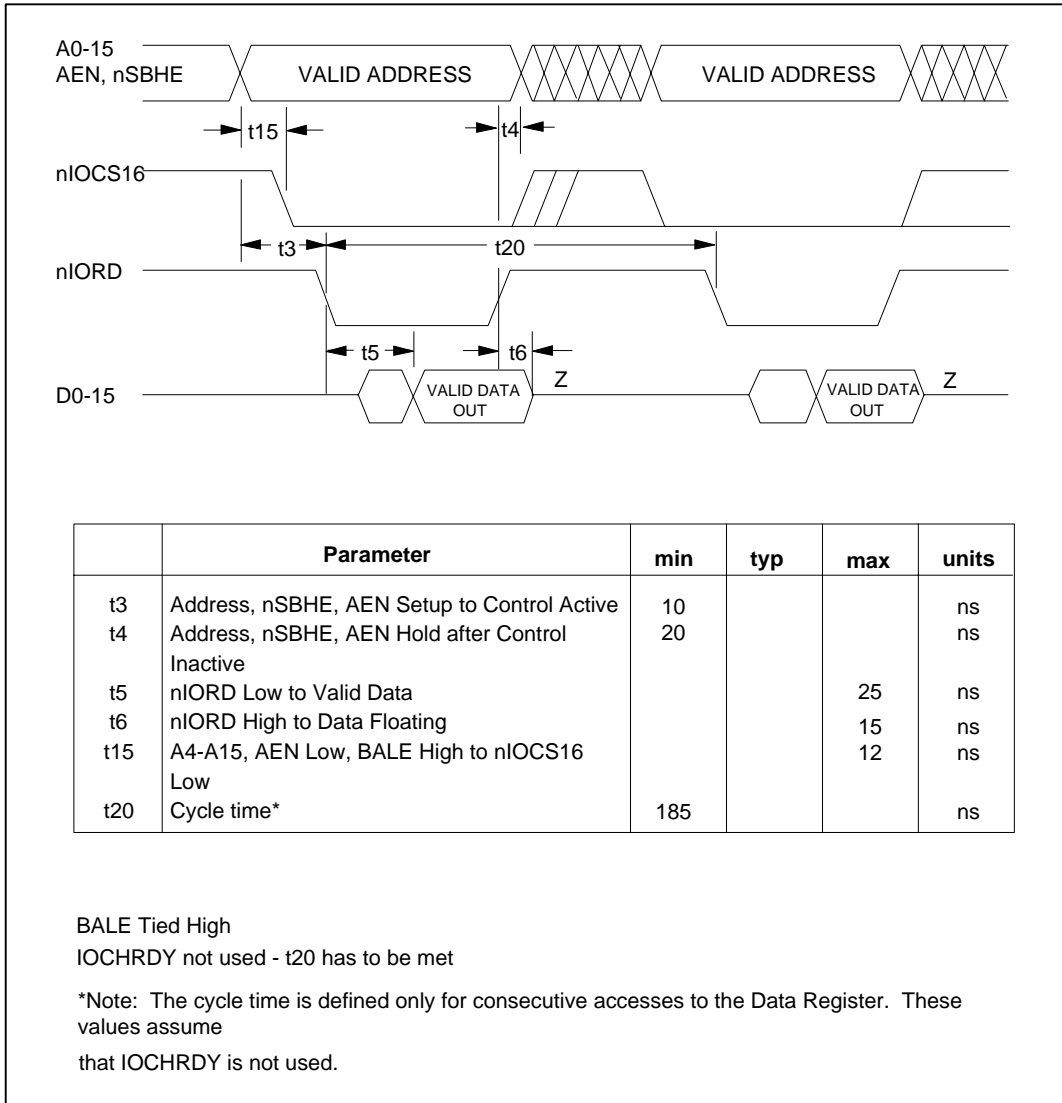 A0-15
AEN, nSBHE
VALID ADDRESS
VALID ADDRESS
t15
t4
nIOCS16
t3
t20
nIORD
t5
t6
D0-15
VALID DATA
OUT
Z
VALID DATA
OUT
Z
Parameter min typ max units
t3 Address, nSBHE, AEN Setup to Control Active 10 ns
t4 Address, nSBHE, AEN Hold after Control 20 ns
Inactive
t5 nIORD Low to Valid Data 25 ns
t6 nIORD High to Data Floating 15 ns
t15 A4-A15, AEN Low, BALE High to nIOCS16 12 ns
Low
t20 Cycle time* 185 ns
BALE Tied High
IOCHRDY not used - t20 has to be met
*Note: The cycle time is defined only for consecutive accesses to the Data Register. These
values assume
that IOCHRDY is not used.